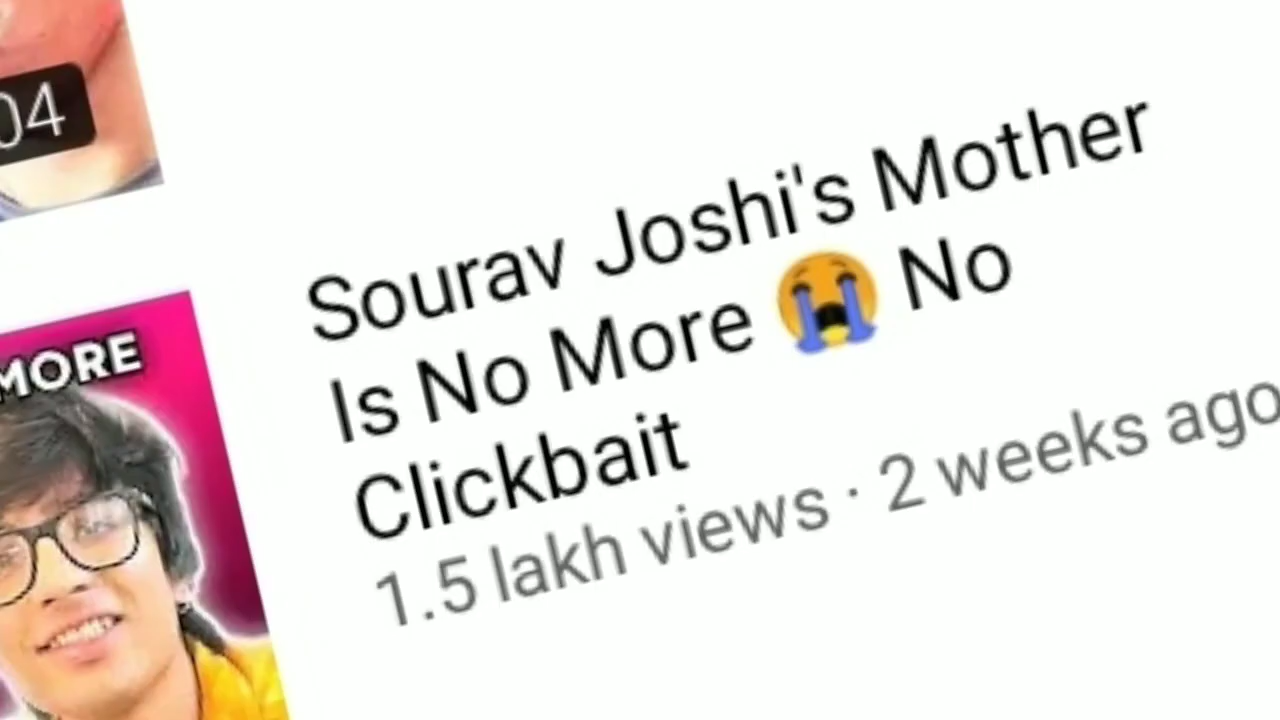 04
Sourav Joshi's Mother
Is No More 😭 No
Clickbait
1.5 lakh views · 2 weeks ago
MORE